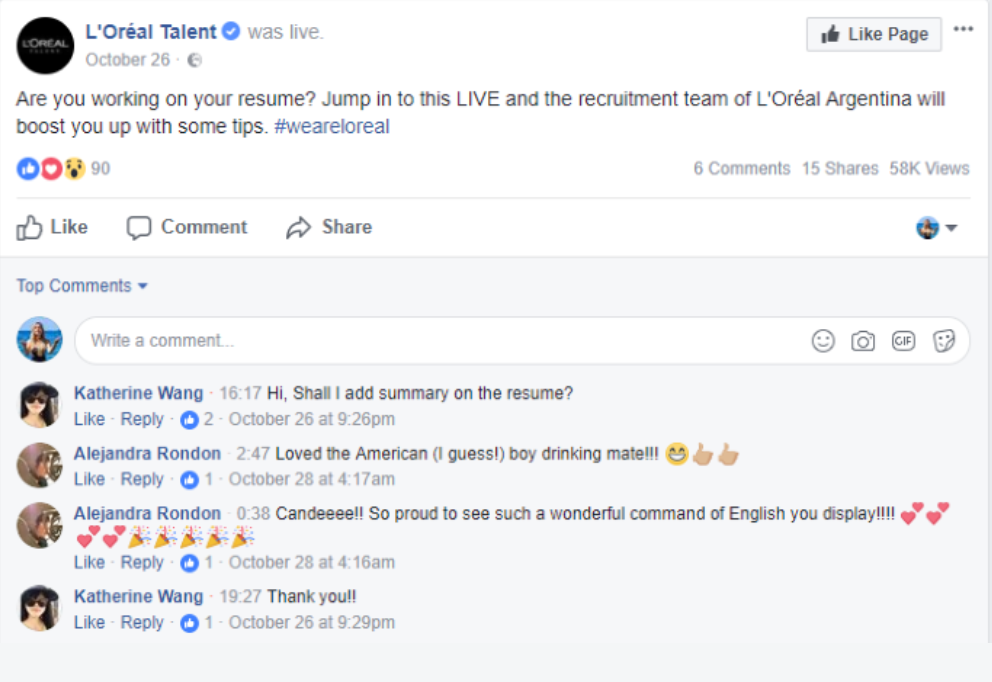 L'ORÉAL
TALENT
L'Oréal Talent was live.
Like Page
October 26 ·
Are you working on your resume? Jump in to this LIVE and the recruitment team of L'Oréal Argentina will
boost you up with some tips. #weareloreal
90
6 Comments 15 Shares 58K Views
Like Comment Share
Top Comments
Write a comment...
GIF
Katherine Wang · 16:17 Hi, Shall I add summary on the resume?
Like · Reply · 2 · October 26 at 9:26pm
Alejandra Rondon · 2:47 Loved the American (I guess!) boy drinking mate!!! 😁👍🏼👍🏼
Like · Reply · 1 · October 28 at 4:17am
Alejandra Rondon · 0:38 Candeeee!! So proud to see such a wonderful command of English you display!!!! 💕💕
💕💕🎉🎉🎉🎉🎉
Like · Reply · 1 · October 28 at 4:16am
Katherine Wang · 19:27 Thank you!!
Like · Reply · 1 · October 26 at 9:29pm